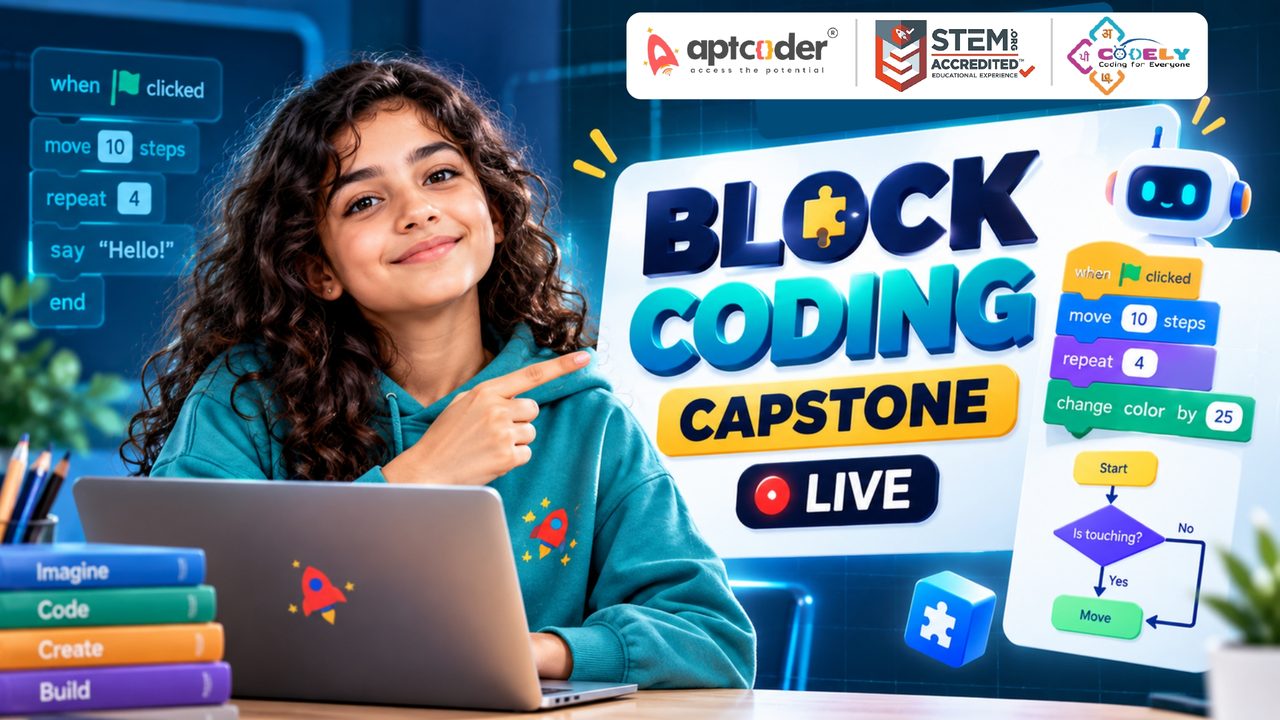 aptcoder®
access the potential
STEM.ORG
ACCREDITED™
EDUCATIONAL EXPERIENCE
अ
पी
CODELY
Coding for Everyone
when clicked
move 10 steps
repeat 4
say "Hello!"
end
BLOCK
CODING
CAPSTONE
LIVE
when clicked
move 10 steps
repeat 4
change color by 25
Start
Is touching?
No
Yes
Move
Imagine
Code
Create
Build